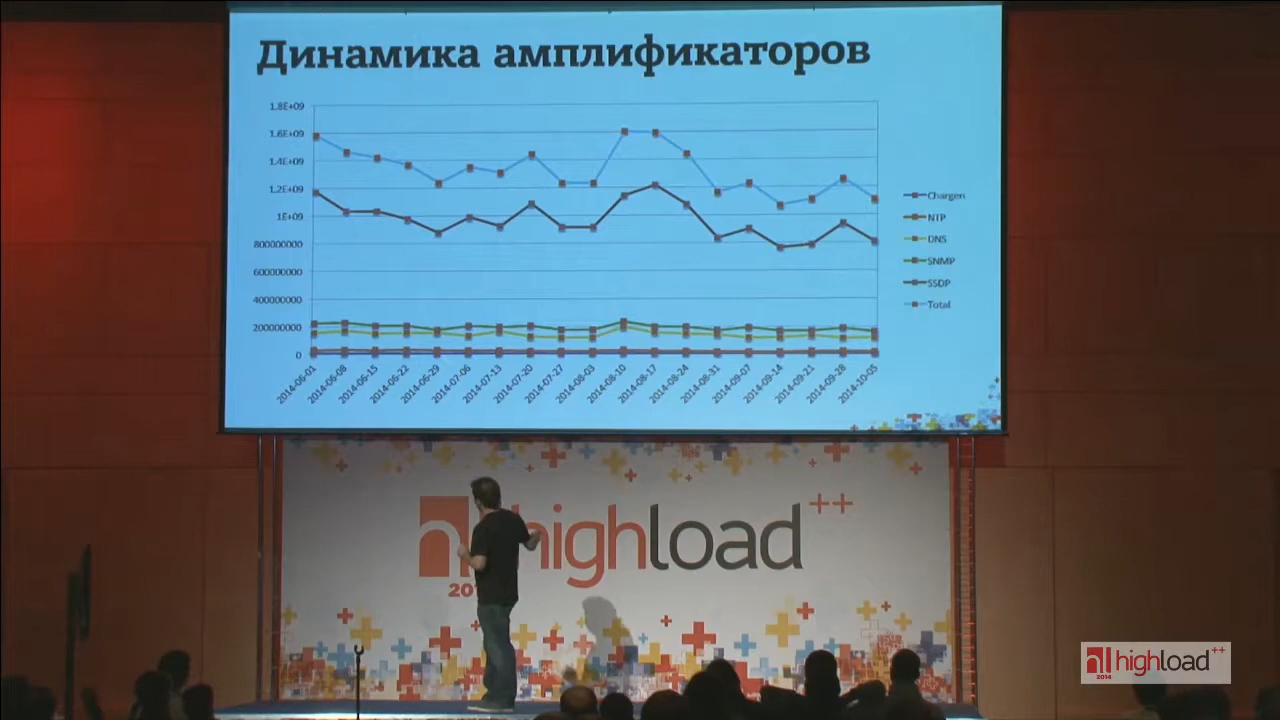 Динамика амплификаторов
1.8E+09
1.6E+09
1.4E+09
1.2E+09
1E+09
800000000
600000000
400000000
200000000
0
2014-06-01
2014-06-08
2014-06-15
2014-06-22
2014-06-29
2014-07-06
2014-07-13
2014-07-20
2014-07-27
2014-08-03
2014-08-10
2014-08-17
2014-08-24
2014-08-31
2014-09-07
2014-09-14
2014-09-21
2014-09-28
2014-10-05
Chargen
NTP
DNS
SNMP
SSDP
Total
highload++
20
highload++
2014